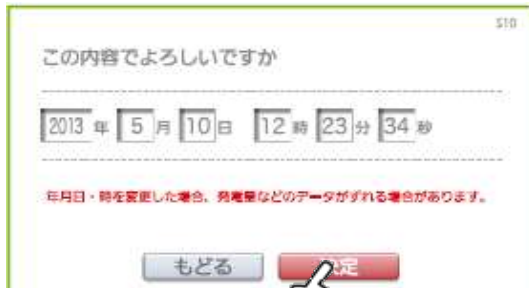 S10
この内容でよろしいですか
2013 年 5 月 10 日 12 時 23 分 34 秒
年月日・時を変更した場合、発電量などのデータがずれる場合があります。
もどる 決定